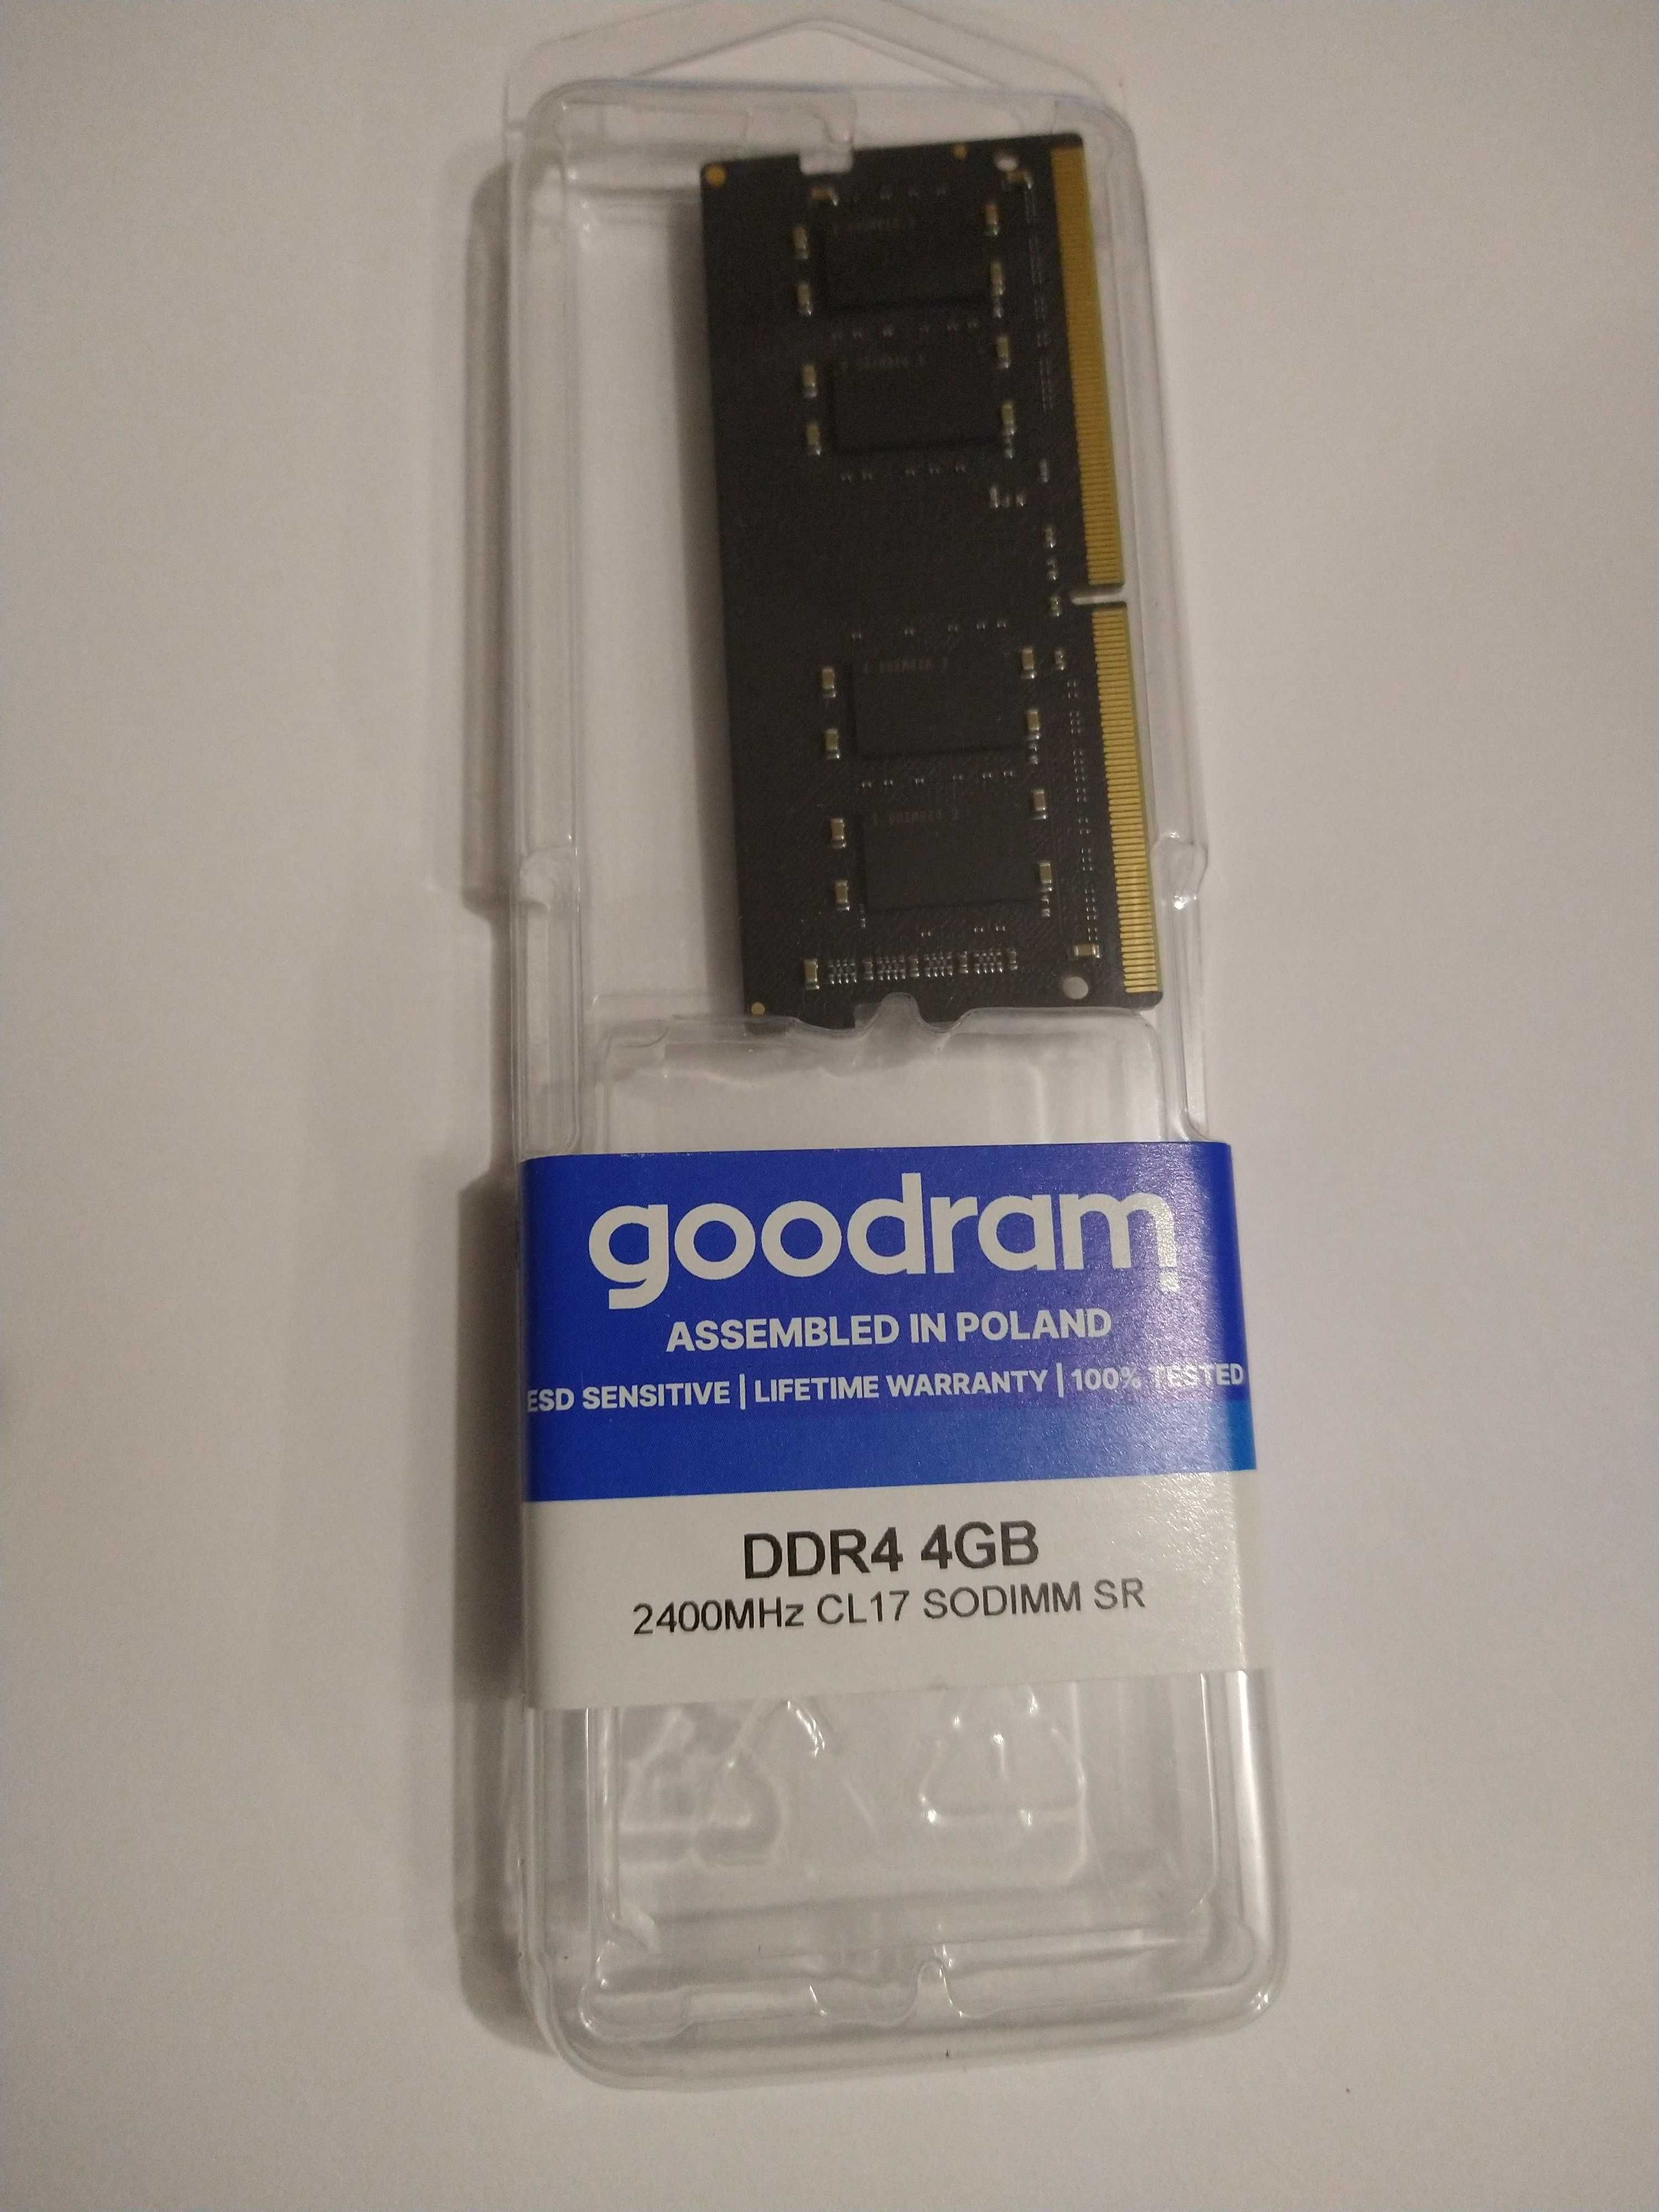 goodram
ASSEMBLED IN POLAND
ESD SENSITIVE | LIFETIME WARRANTY | 100% TESTED
DDR4 4GB
2400MHz CL17 SODIMM SR